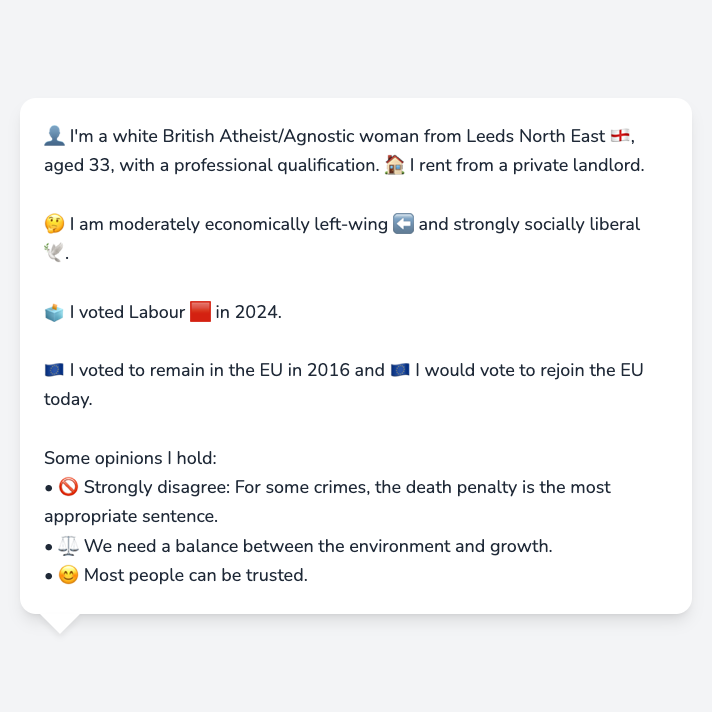 👤 I'm a white British Atheist/Agnostic woman from Leeds North East 🏴󠁧󠁢󠁥󠁮󠁧󠁿,
aged 33, with a professional qualification. 🏠 I rent from a private landlord.
🤔 I am moderately economically left-wing ⬅️ and strongly socially liberal
🕊️.
🗳️ I voted Labour 🟥 in 2024.
🇪🇺 I voted to remain in the EU in 2016 and 🇪🇺 I would vote to rejoin the EU
today.
Some opinions I hold:
• 🚫 Strongly disagree: For some crimes, the death penalty is the most
appropriate sentence.
• ⚖️ We need a balance between the environment and growth.
• 😊 Most people can be trusted.